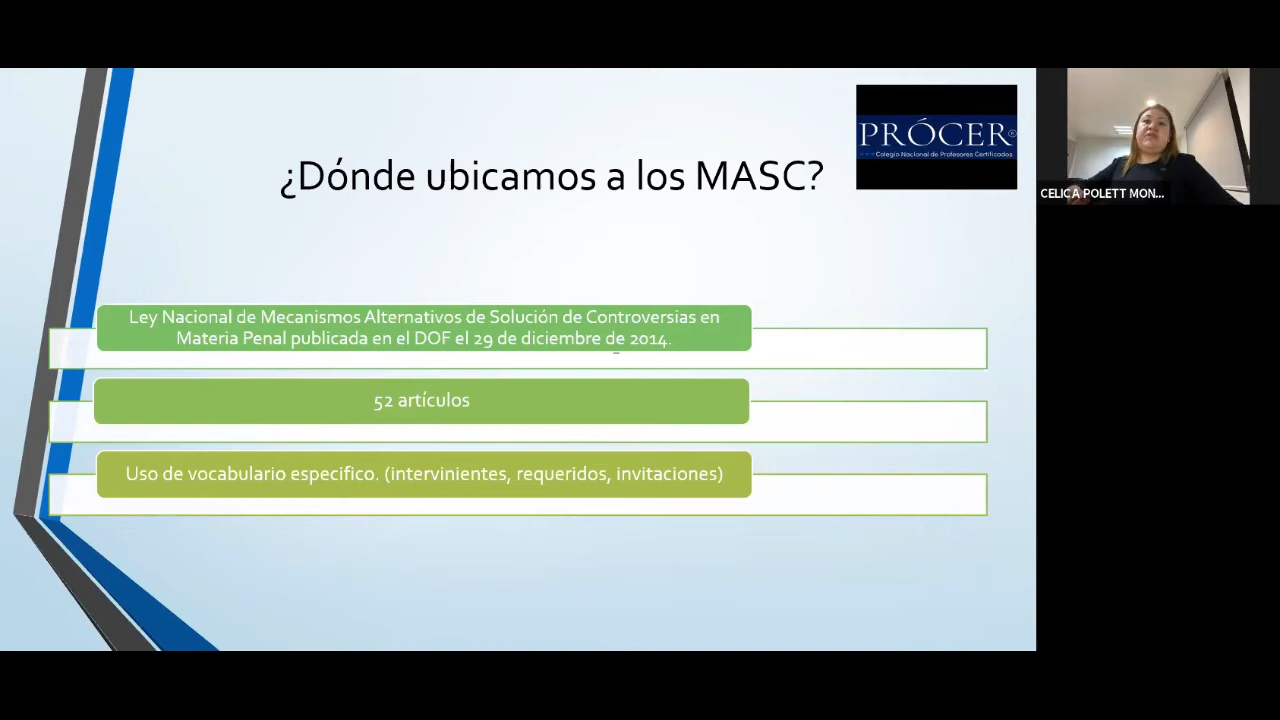 ¿Dónde ubicamos a los MASC?
PRÓCER®
Colegio Nacional de Profesores Certificados
CELICA POLETT MON...
Ley Nacional de Mecanismos Alternativos de Solución de Controversias en
Materia Penal publicada en el DOF el 29 de diciembre de 2014.
52 artículos
Uso de vocabulario especifico. (intervinientes, requeridos, invitaciones)